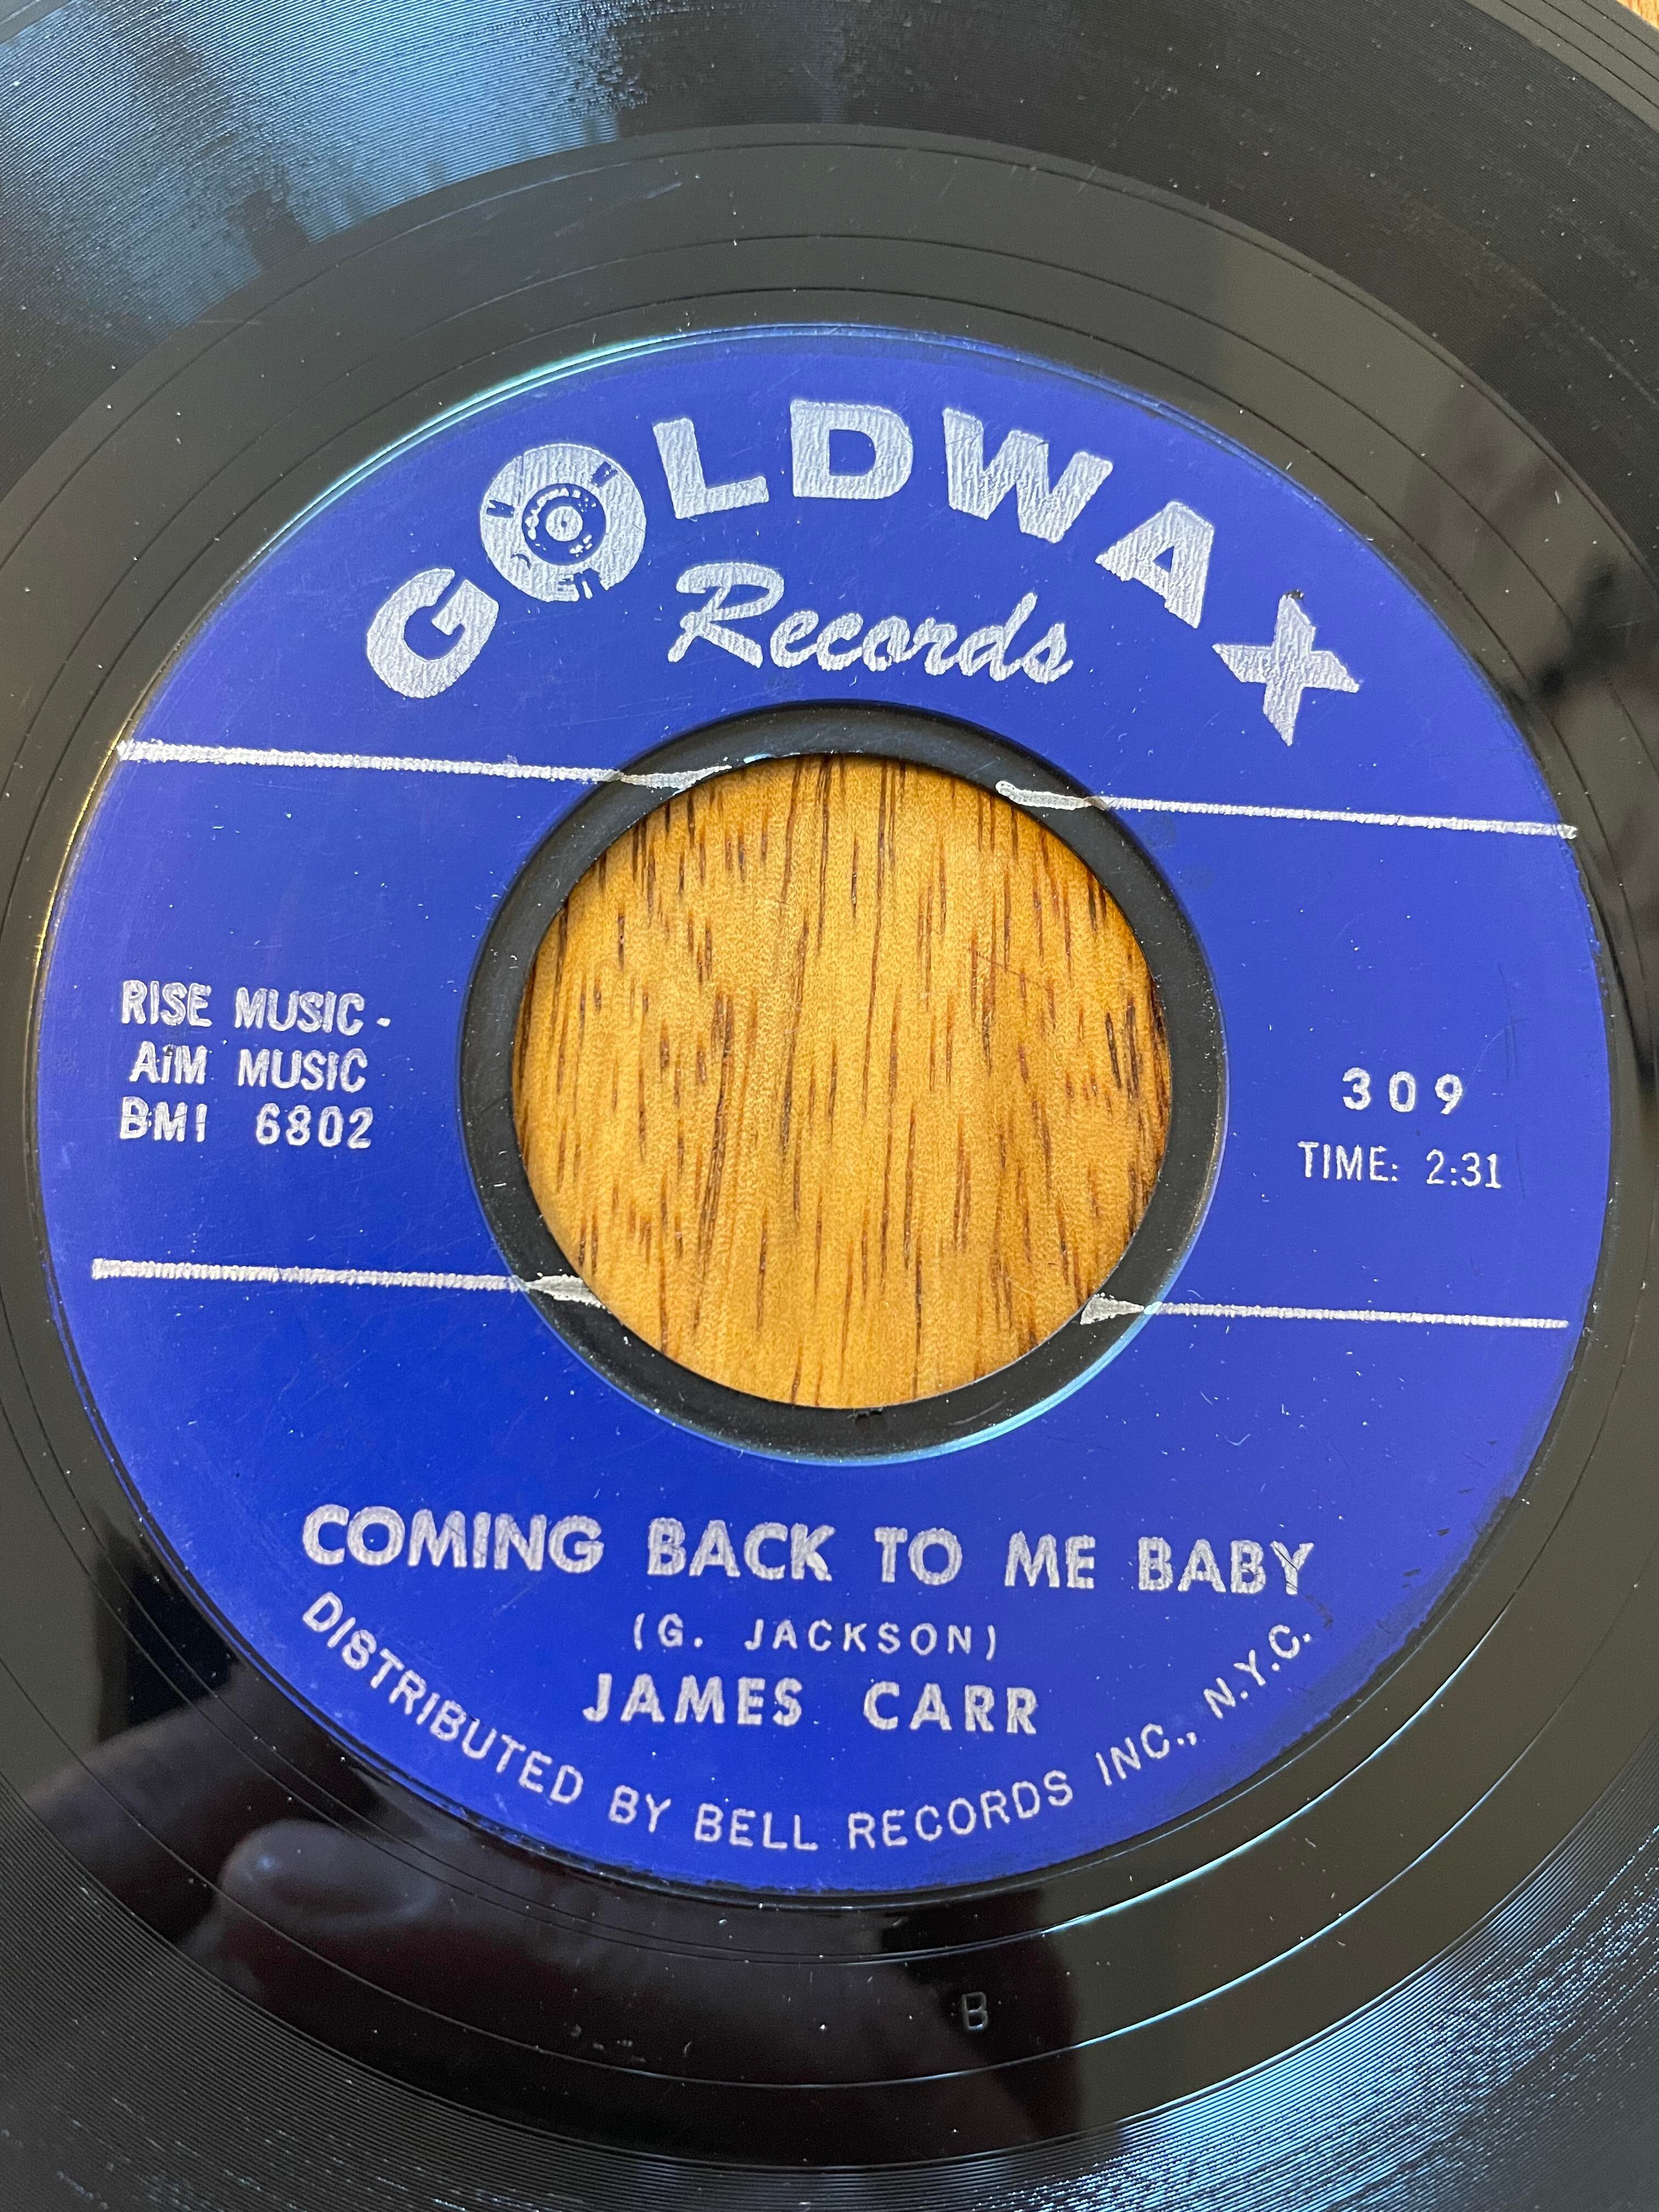 GOLDWAX
Records
RISE MUSIC -
AiM MUSIC
BMI 6802
309
TIME: 2:31
COMING BACK TO ME BABY
(G. JACKSON)
JAMES CARR
DISTRIBUTED BY BELL RECORDS INC., N.Y.C.
B